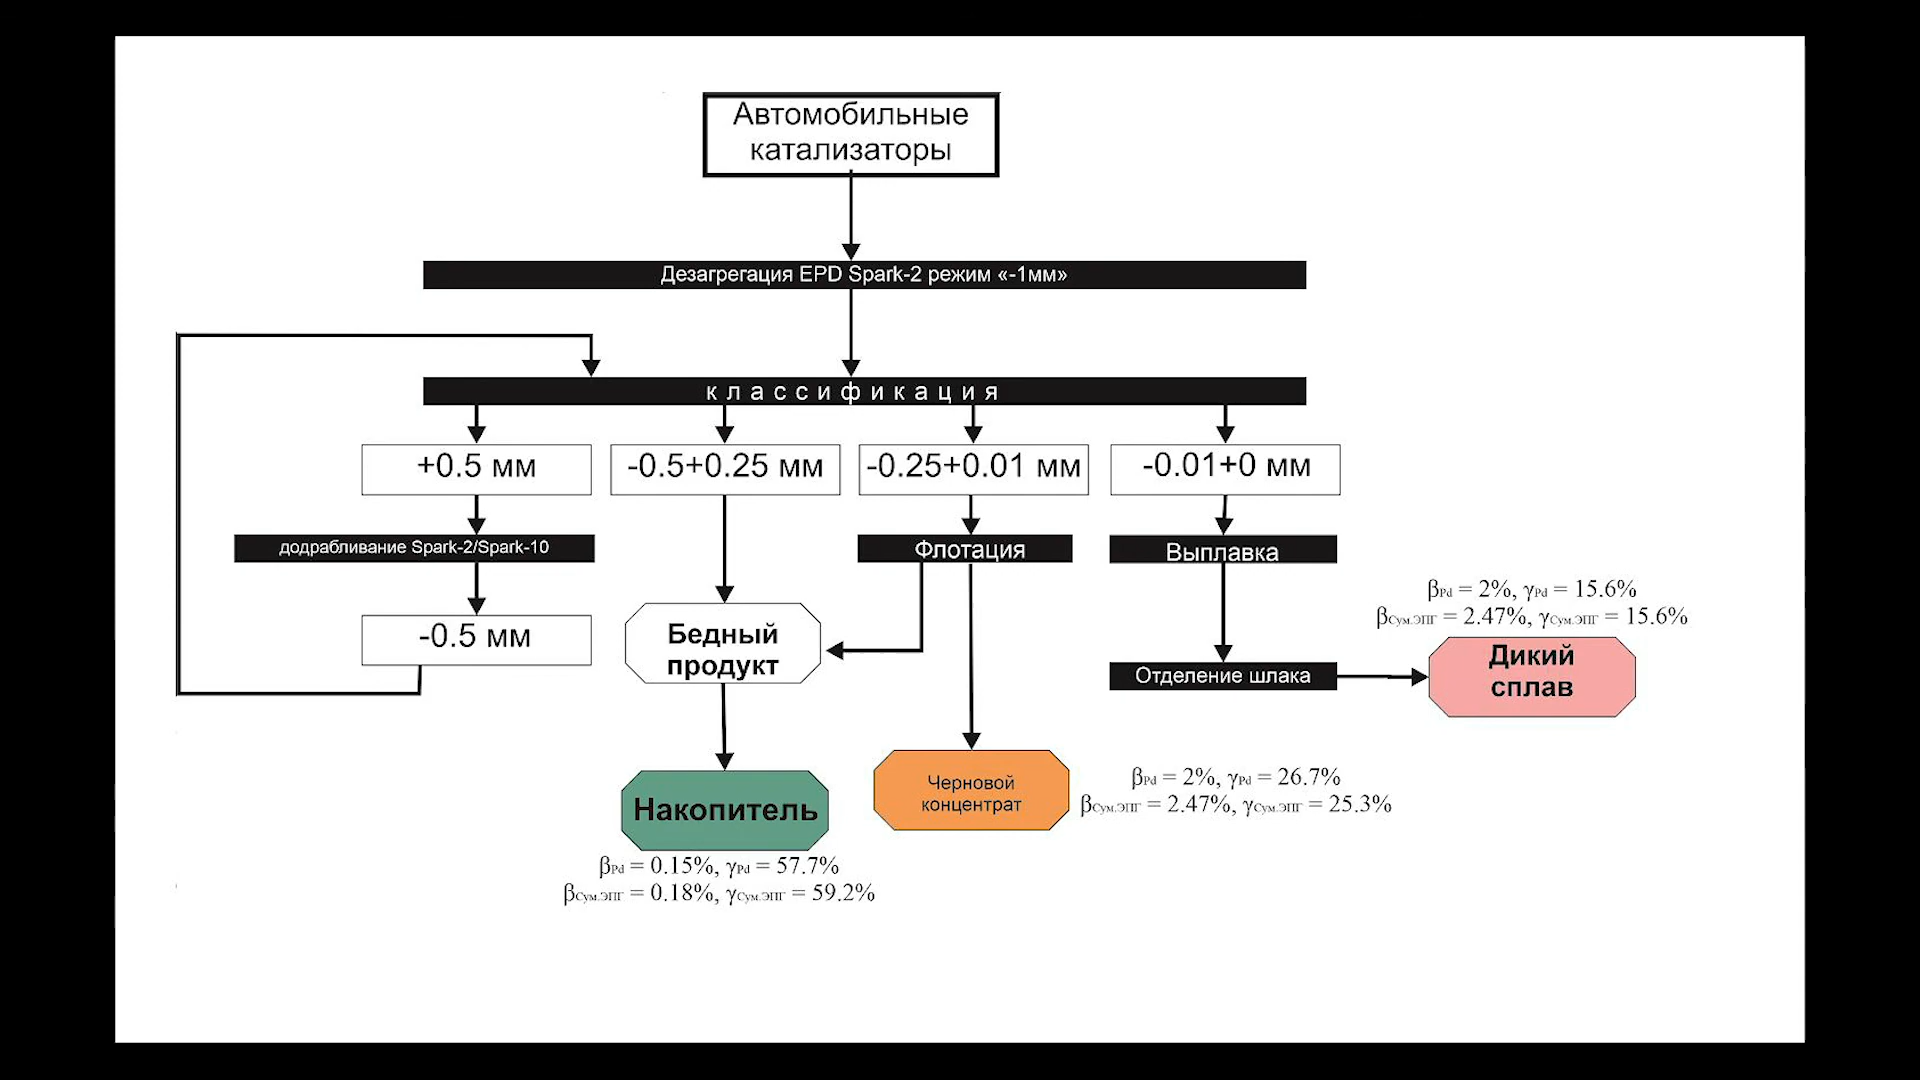 Автомобильные
катализаторы
Дезагрегация EPD Spark-2 режим «-1мм»
классификация
+0.5 мм
-0.5+0.25 мм
-0.25+0.01 мм
-0.01+0 мм
додрабливание Spark-2/Spark-10
Флотация
Выплавка
-0.5 мм
Бедный
продукт
Отделение шлака
βPd = 2%, γPd = 15.6%
βСум.ЭПГ = 2.47%, γСум.ЭПГ = 15.6%
Дикий
сплав
Накопитель
βPd = 0.15%, γPd = 57.7%
βСум.ЭПГ = 0.18%, γСум.ЭПГ = 59.2%
Черновой
концентрат
βPd = 2%, γPd = 26.7%
βСум.ЭПГ = 2.47%, γСум.ЭПГ = 25.3%